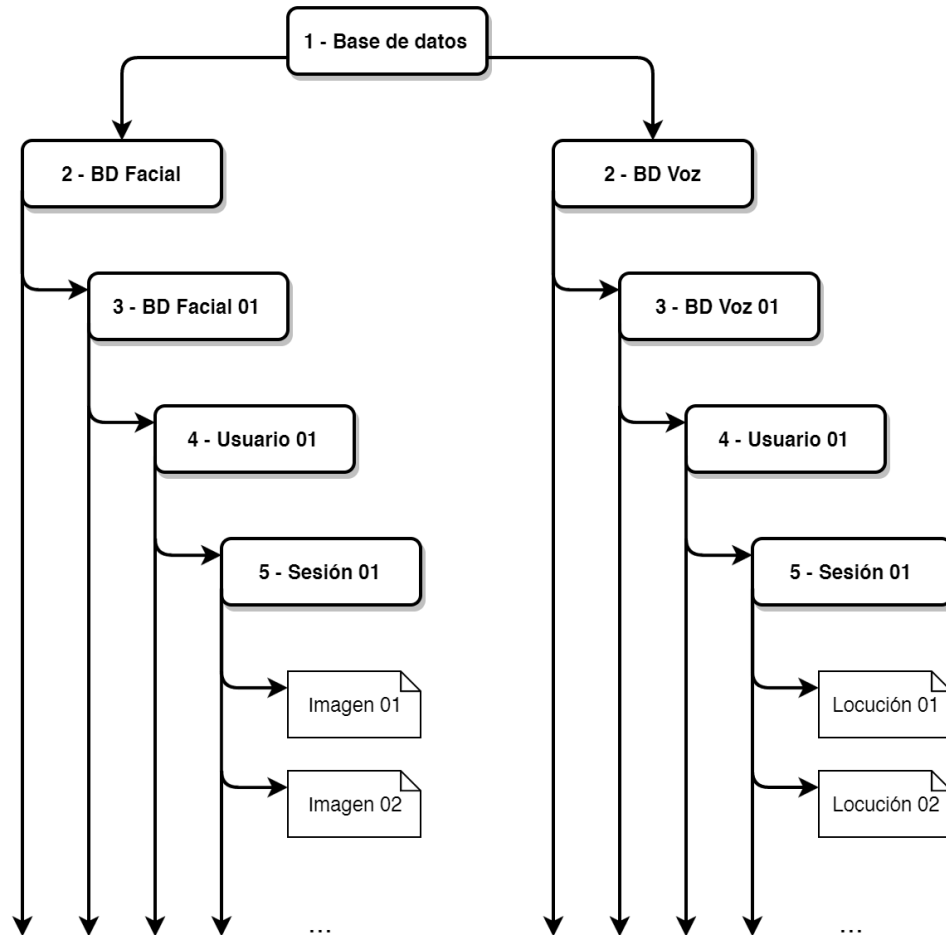 1 - Base de datos
2 - BD Facial
2 - BD Voz
3 - BD Facial 01
3 - BD Voz 01
4 - Usuario 01
4 - Usuario 01
5 - Sesión 01
5 - Sesión 01
Imagen 01
Locución 01
Imagen 02
Locución 02
...
...